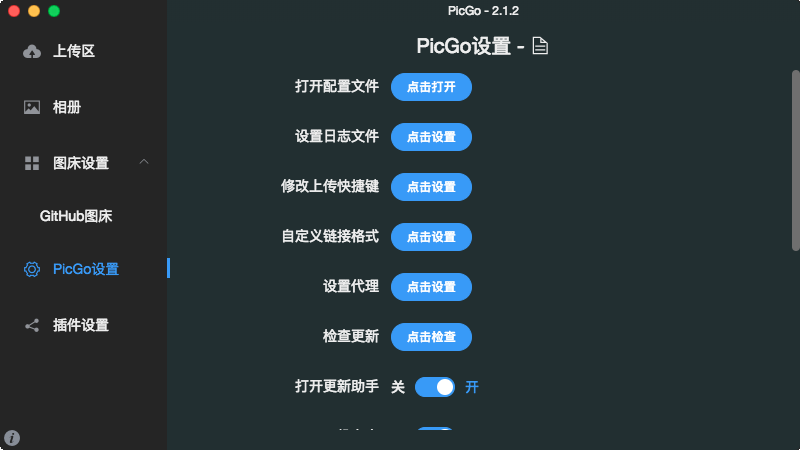 PicGo - 2.1.2
上传区
相册
图床设置
GitHub图床
PicGo设置
插件设置
PicGo设置 -
打开配置文件 点击打开
设置日志文件 点击设置
修改上传快捷键 点击设置
自定义链接格式 点击设置
设置代理 点击设置
检查更新 点击检查
打开更新助手 关 开